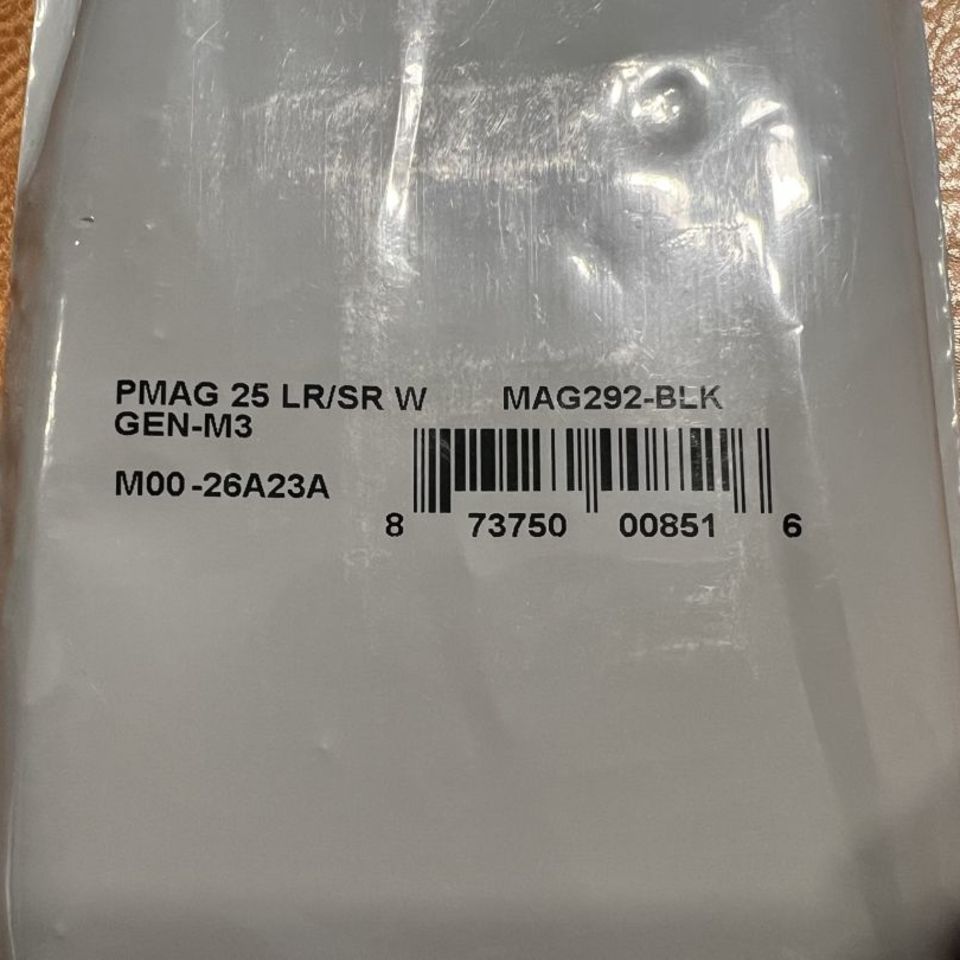 PMAG 25 LR/SR W MAG292-BLK
GEN-M3
M00-26A23A
8 73750 00851 6